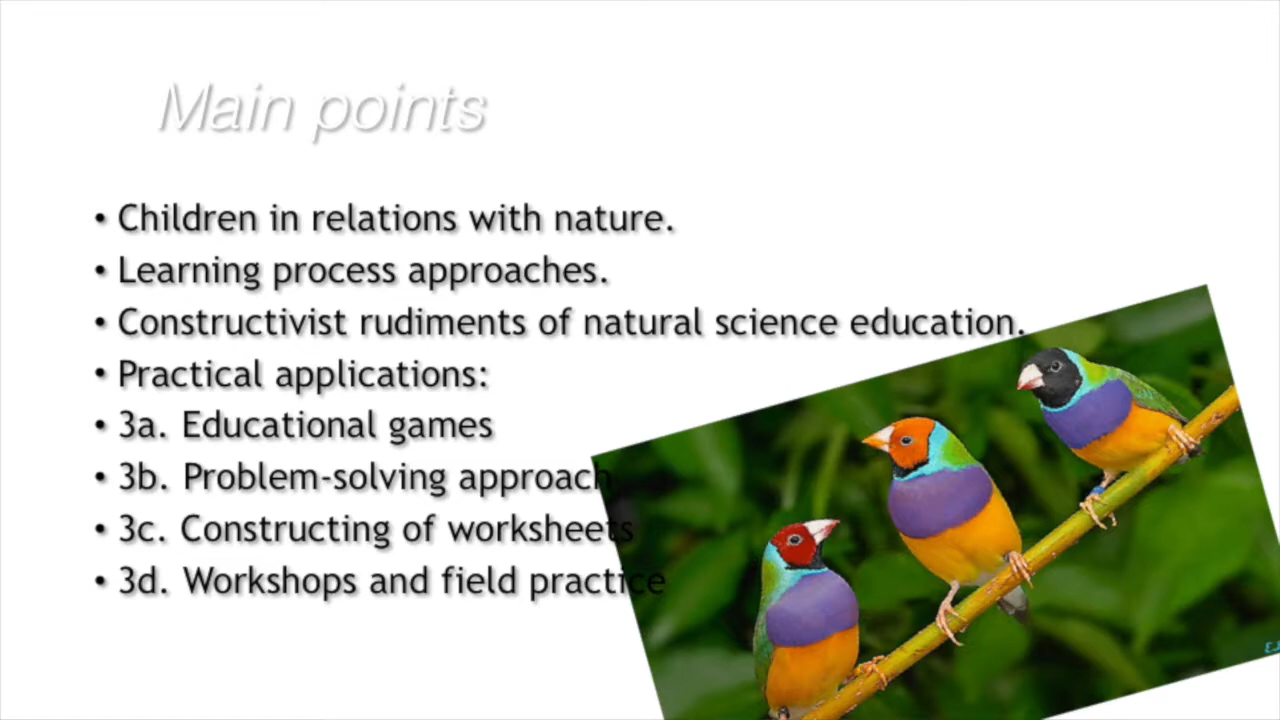 Main points
• Children in relations with nature.
• Learning process approaches.
• Constructivist rudiments of natural science education.
• Practical applications:
• 3a. Educational games
• 3b. Problem-solving approach
• 3c. Constructing of worksheets
• 3d. Workshops and field practice